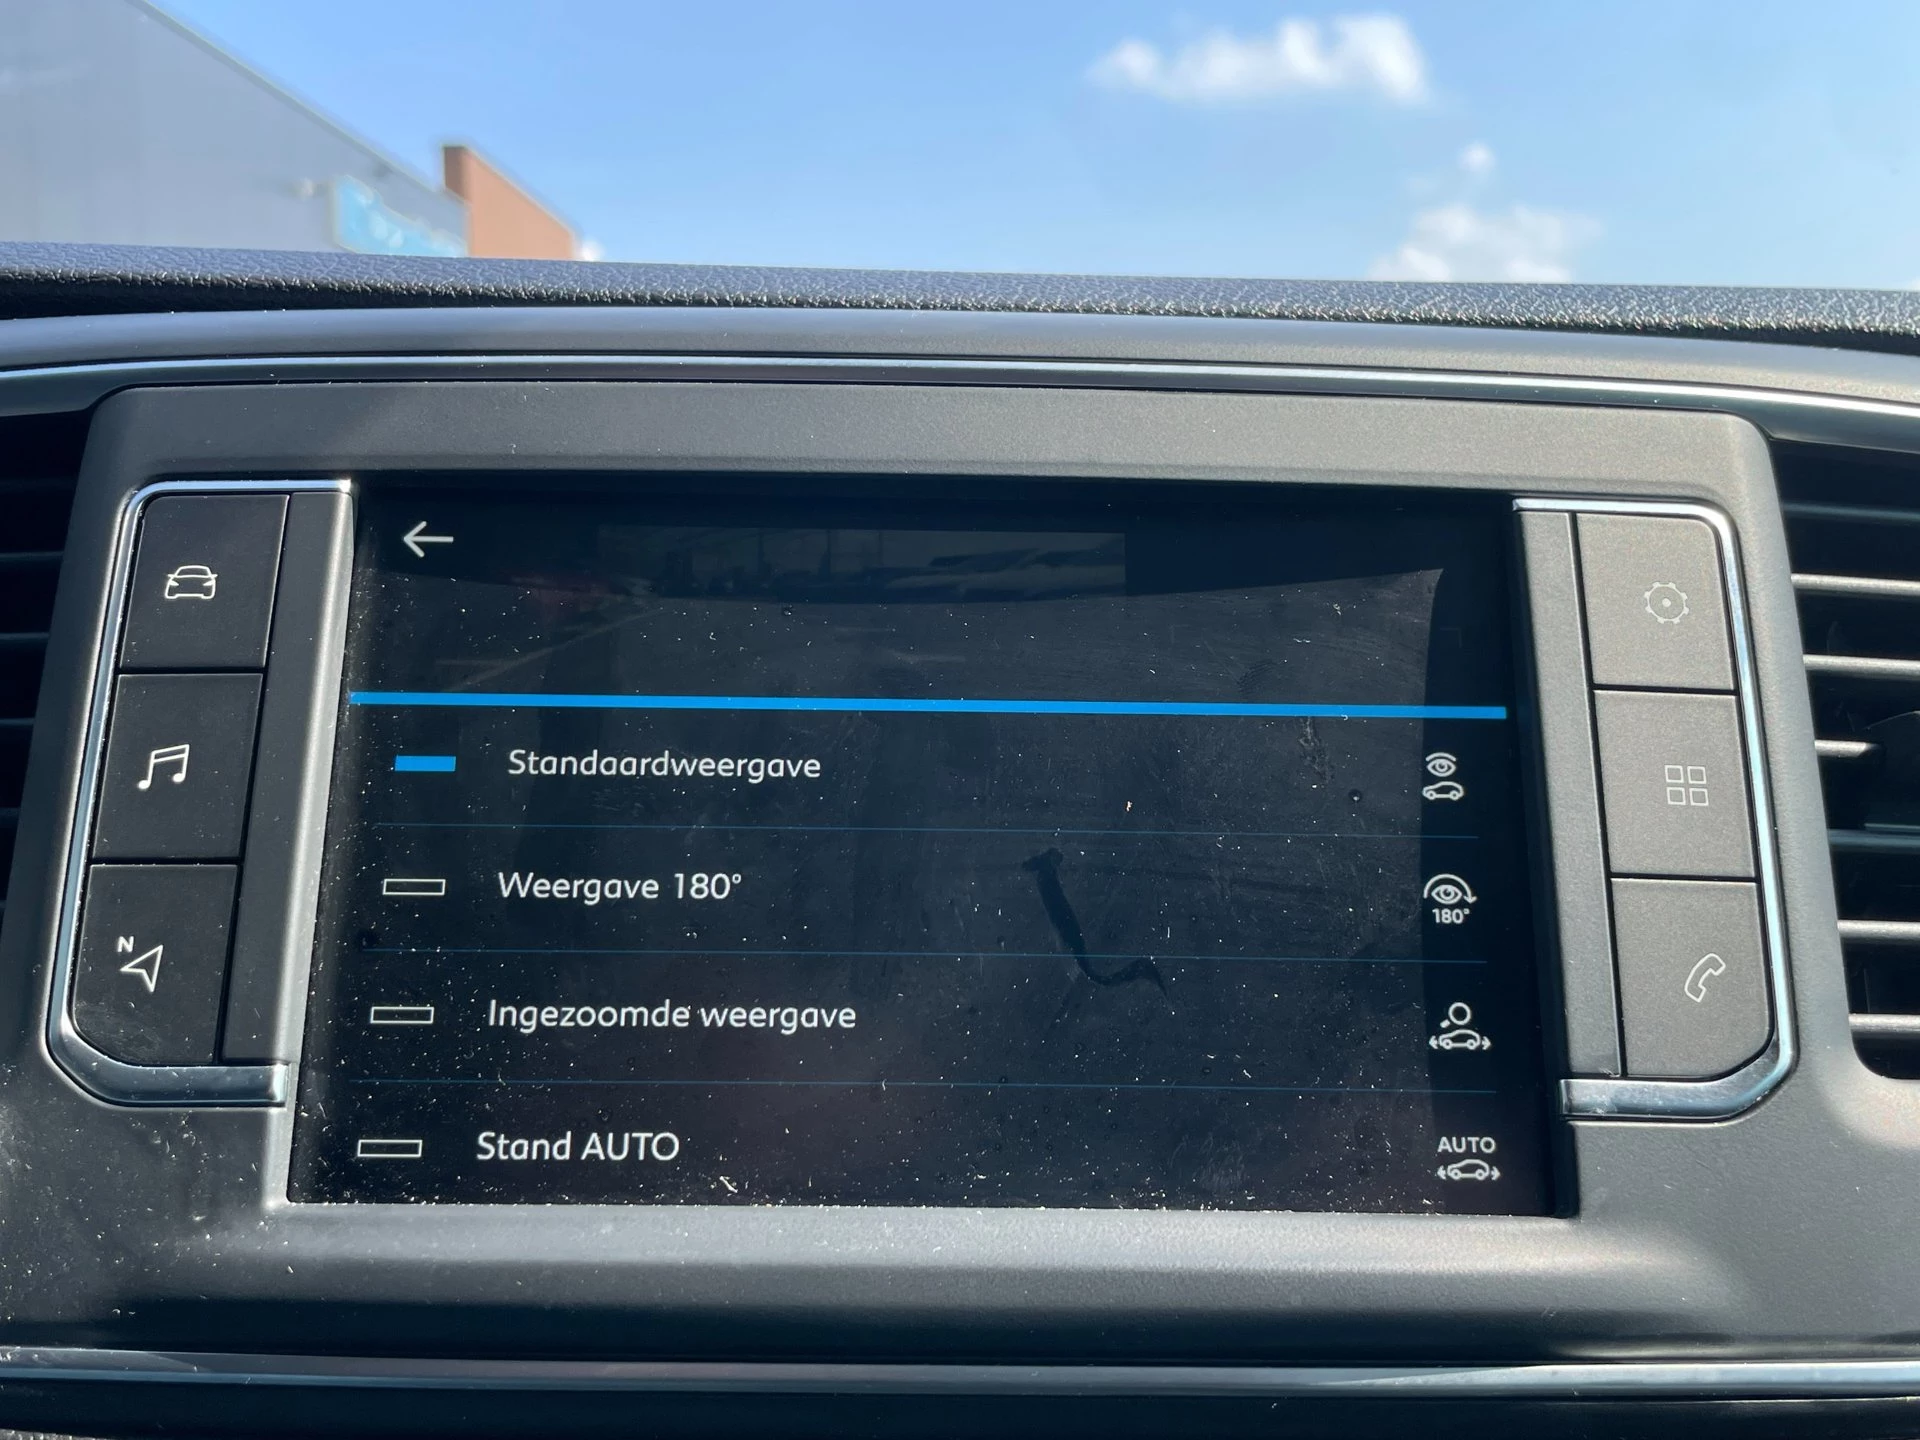 Standaardweergave
Weergave 180°
180°
Ingezoomde weergave
Stand AUTO
AUTO
N